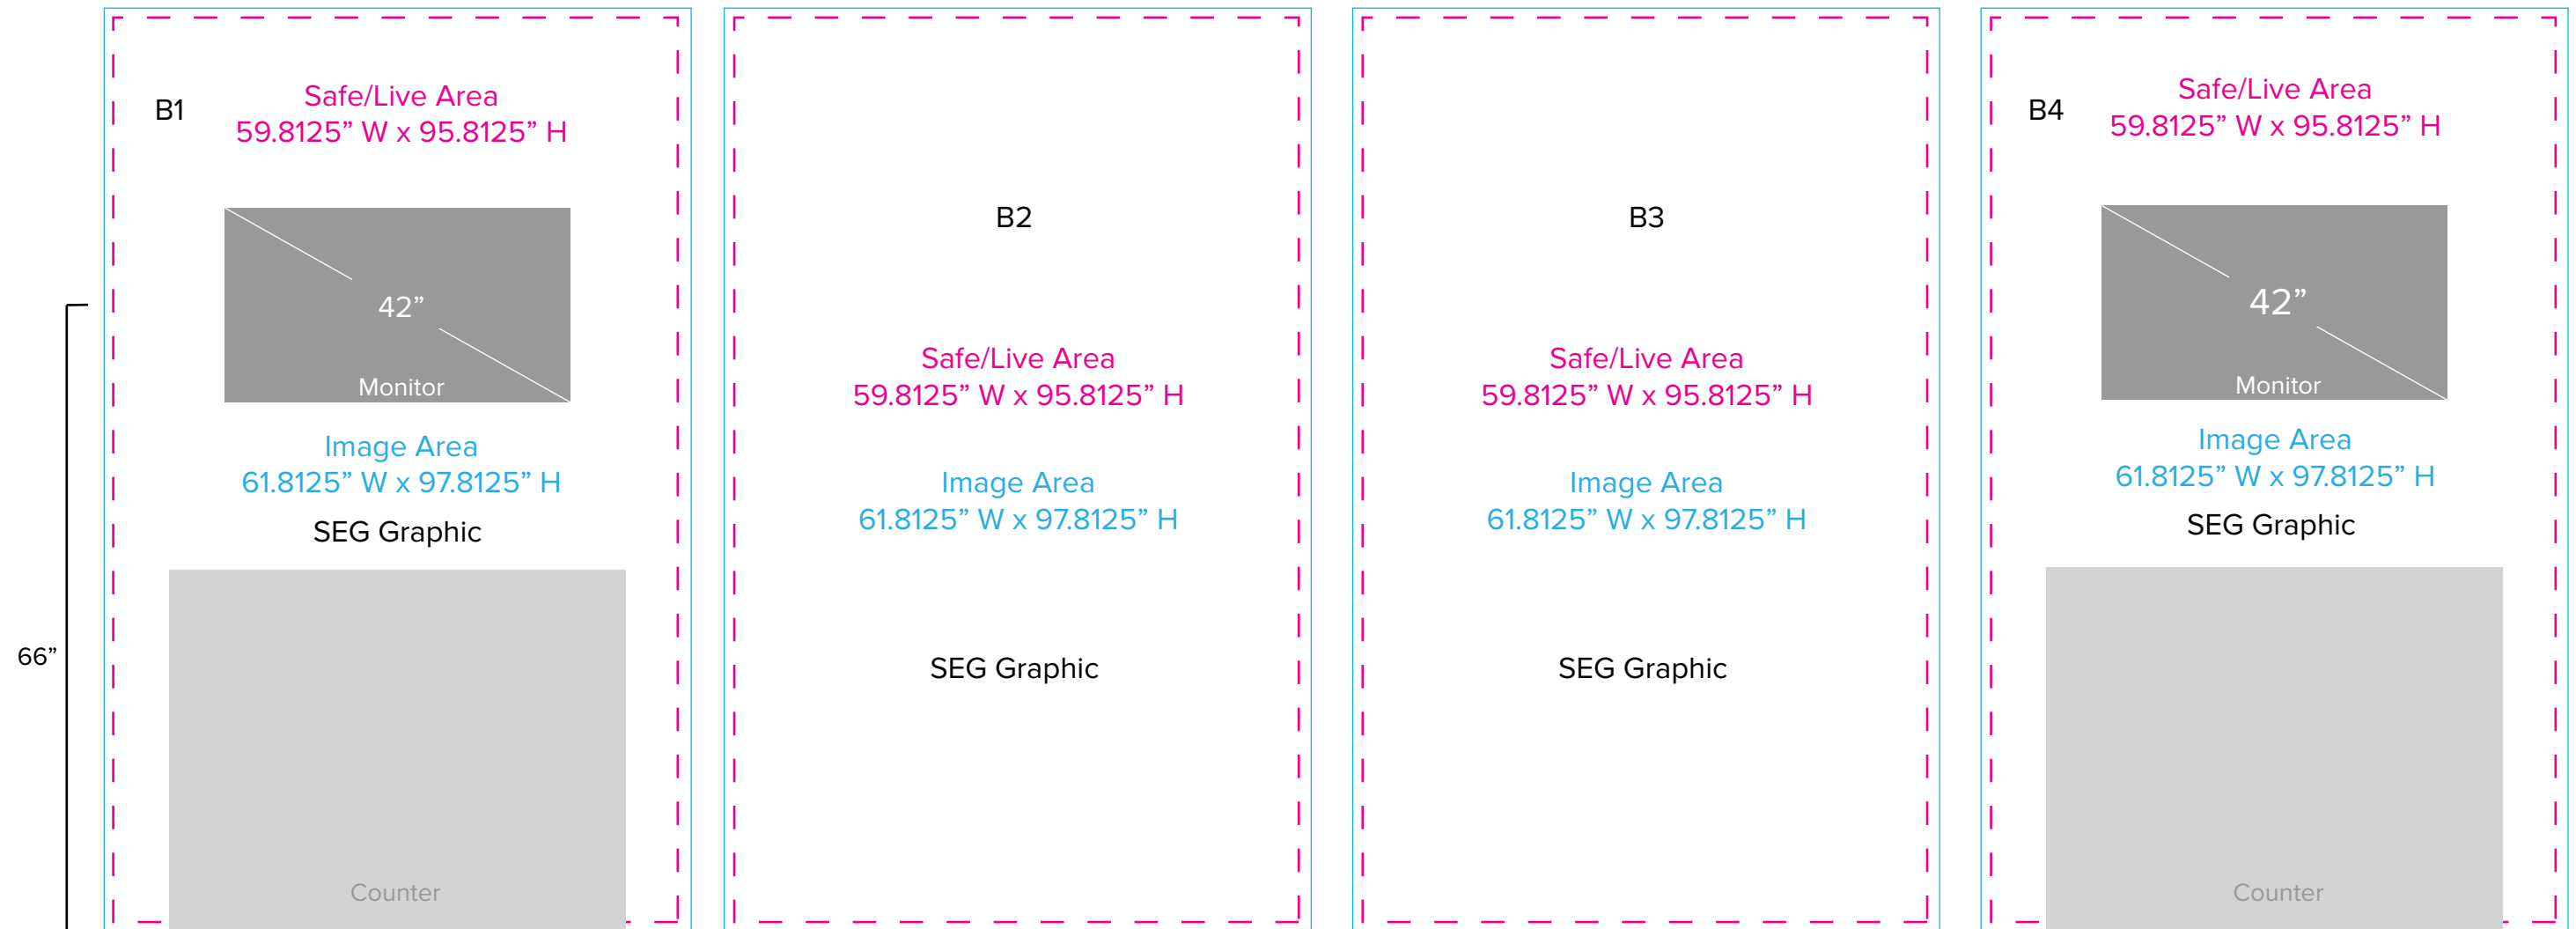 B1
Safe/Live Area
59.8125” W x 95.8125” H
42”
Monitor
Image Area
61.8125” W x 97.8125” H
SEG Graphic
Counter
66”
B2
Safe/Live Area
59.8125” W x 95.8125” H
Image Area
61.8125” W x 97.8125” H
SEG Graphic
B3
Safe/Live Area
59.8125” W x 95.8125” H
Image Area
61.8125” W x 97.8125” H
SEG Graphic
B4
Safe/Live Area
59.8125” W x 95.8125” H
42”
Monitor
Image Area
61.8125” W x 97.8125” H
SEG Graphic
Counter